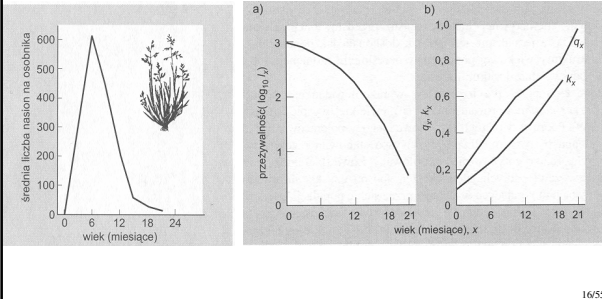 średnia liczba nasion na osobnika
600
500
400
300
200
100
0
0 6 12 18 24
wiek (miesiące)
a)
przeżywalność( log10 lx)
3
2
1
0
0 6 12 18 21
b)
qx, kx
1,0
0,8
0,6
0,4
0,2
0
qx
kx
0 6 12 18 21
wiek (miesiące), x